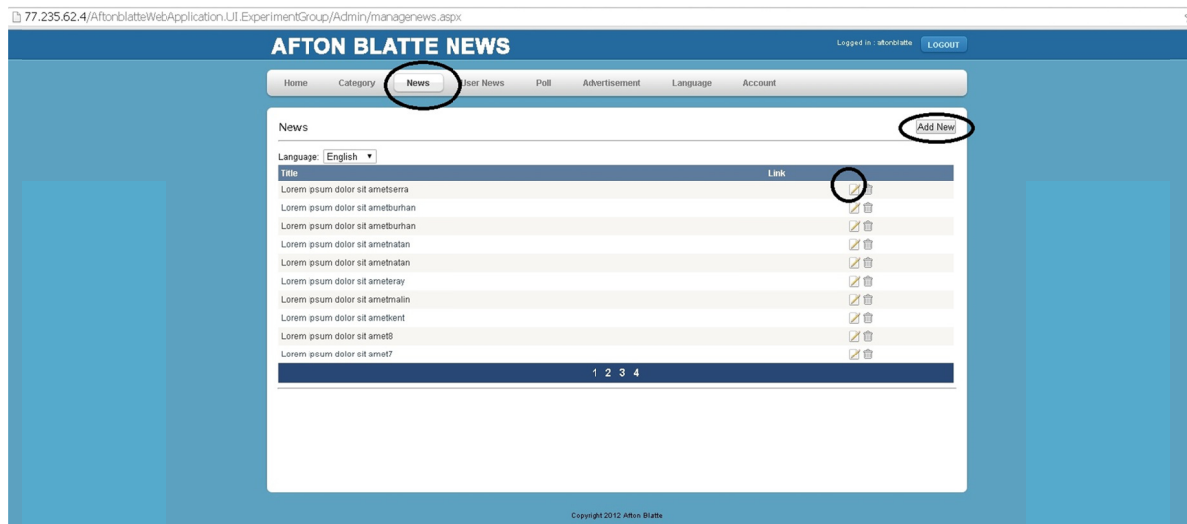 77.235.62.4/AftonblatteWebApplication.UI.ExperimentGroup/Admin/managenews.aspx
AFTON BLATTE NEWS
Logged in : aftonblatte LOGOUT
Home Category News User News Poll Advertisement Language Account
News Add New
Language: English
Title Link
Lorem ipsum dolor sit ametserra
Lorem ipsum dolor sit ametburhan
Lorem ipsum dolor sit ametburhan
Lorem ipsum dolor sit ametnatan
Lorem ipsum dolor sit ametnatan
Lorem ipsum dolor sit ameteray
Lorem ipsum dolor sit ametmalin
Lorem ipsum dolor sit ametkent
Lorem ipsum dolor sit amet8
Lorem ipsum dolor sit amet7
1 2 3 4
Copyright 2012 Afton Blatte